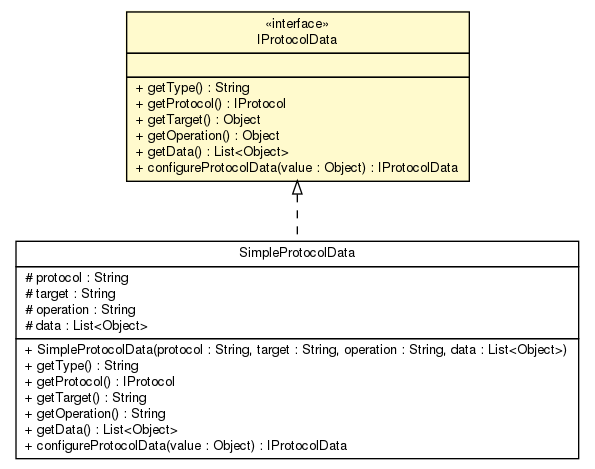 «interface»
IProtocolData
+ getType() : String
+ getProtocol() : IProtocol
+ getTarget() : Object
+ getOperation() : Object
+ getData() : List<Object>
+ configureProtocolData(value : Object) : IProtocolData
SimpleProtocolData
# protocol : String
# target : String
# operation : String
# data : List<Object>
+ SimpleProtocolData(protocol : String, target : String, operation : String, data : List<Object>)
+ getType() : String
+ getProtocol() : IProtocol
+ getTarget() : String
+ getOperation() : String
+ getData() : List<Object>
+ configureProtocolData(value : Object) : IProtocolData